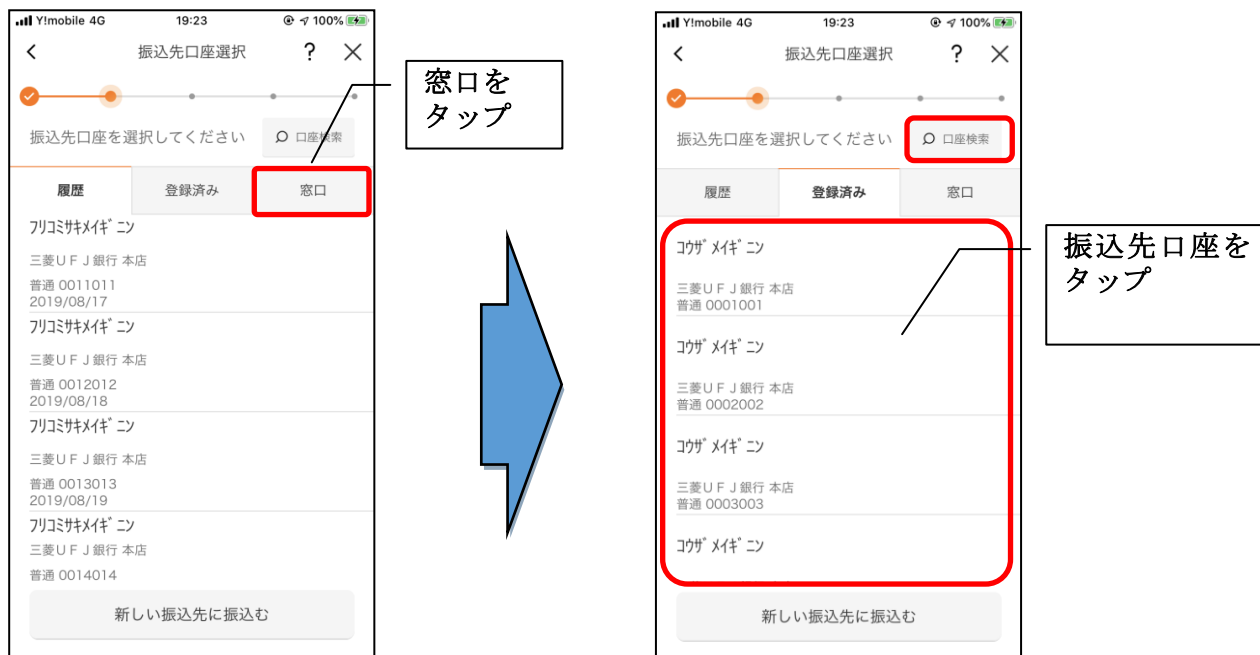 Y!mobile 4G 19:23 100%
振込先口座選択 ?
振込先口座を選択してください 口座検索
履歴 登録済み 窓口
ﾌﾘｺﾐｻｷﾒｲｷﾞﾆﾝ
三菱ＵＦＪ銀行 本店
普通 0011011
2019/08/17
ﾌﾘｺﾐｻｷﾒｲｷﾞﾆﾝ
三菱ＵＦＪ銀行 本店
普通 0012012
2019/08/18
ﾌﾘｺﾐｻｷﾒｲｷﾞﾆﾝ
三菱ＵＦＪ銀行 本店
普通 0013013
2019/08/19
ﾌﾘｺﾐｻｷﾒｲｷﾞﾆﾝ
三菱ＵＦＪ銀行 本店
普通 0014014
新しい振込先に振込む
窓口を
タップ
Y!mobile 4G 19:23 100%
振込先口座選択 ?
振込先口座を選択してください 口座検索
履歴 登録済み 窓口
ｺｳｻﾞﾒｲｷﾞﾆﾝ
三菱ＵＦＪ銀行 本店
普通 0001001
ｺｳｻﾞﾒｲｷﾞﾆﾝ
三菱ＵＦＪ銀行 本店
普通 0002002
ｺｳｻﾞﾒｲｷﾞﾆﾝ
三菱ＵＦＪ銀行 本店
普通 0003003
ｺｳｻﾞﾒｲｷﾞﾆﾝ
新しい振込先に振込む
振込先口座を
タップ